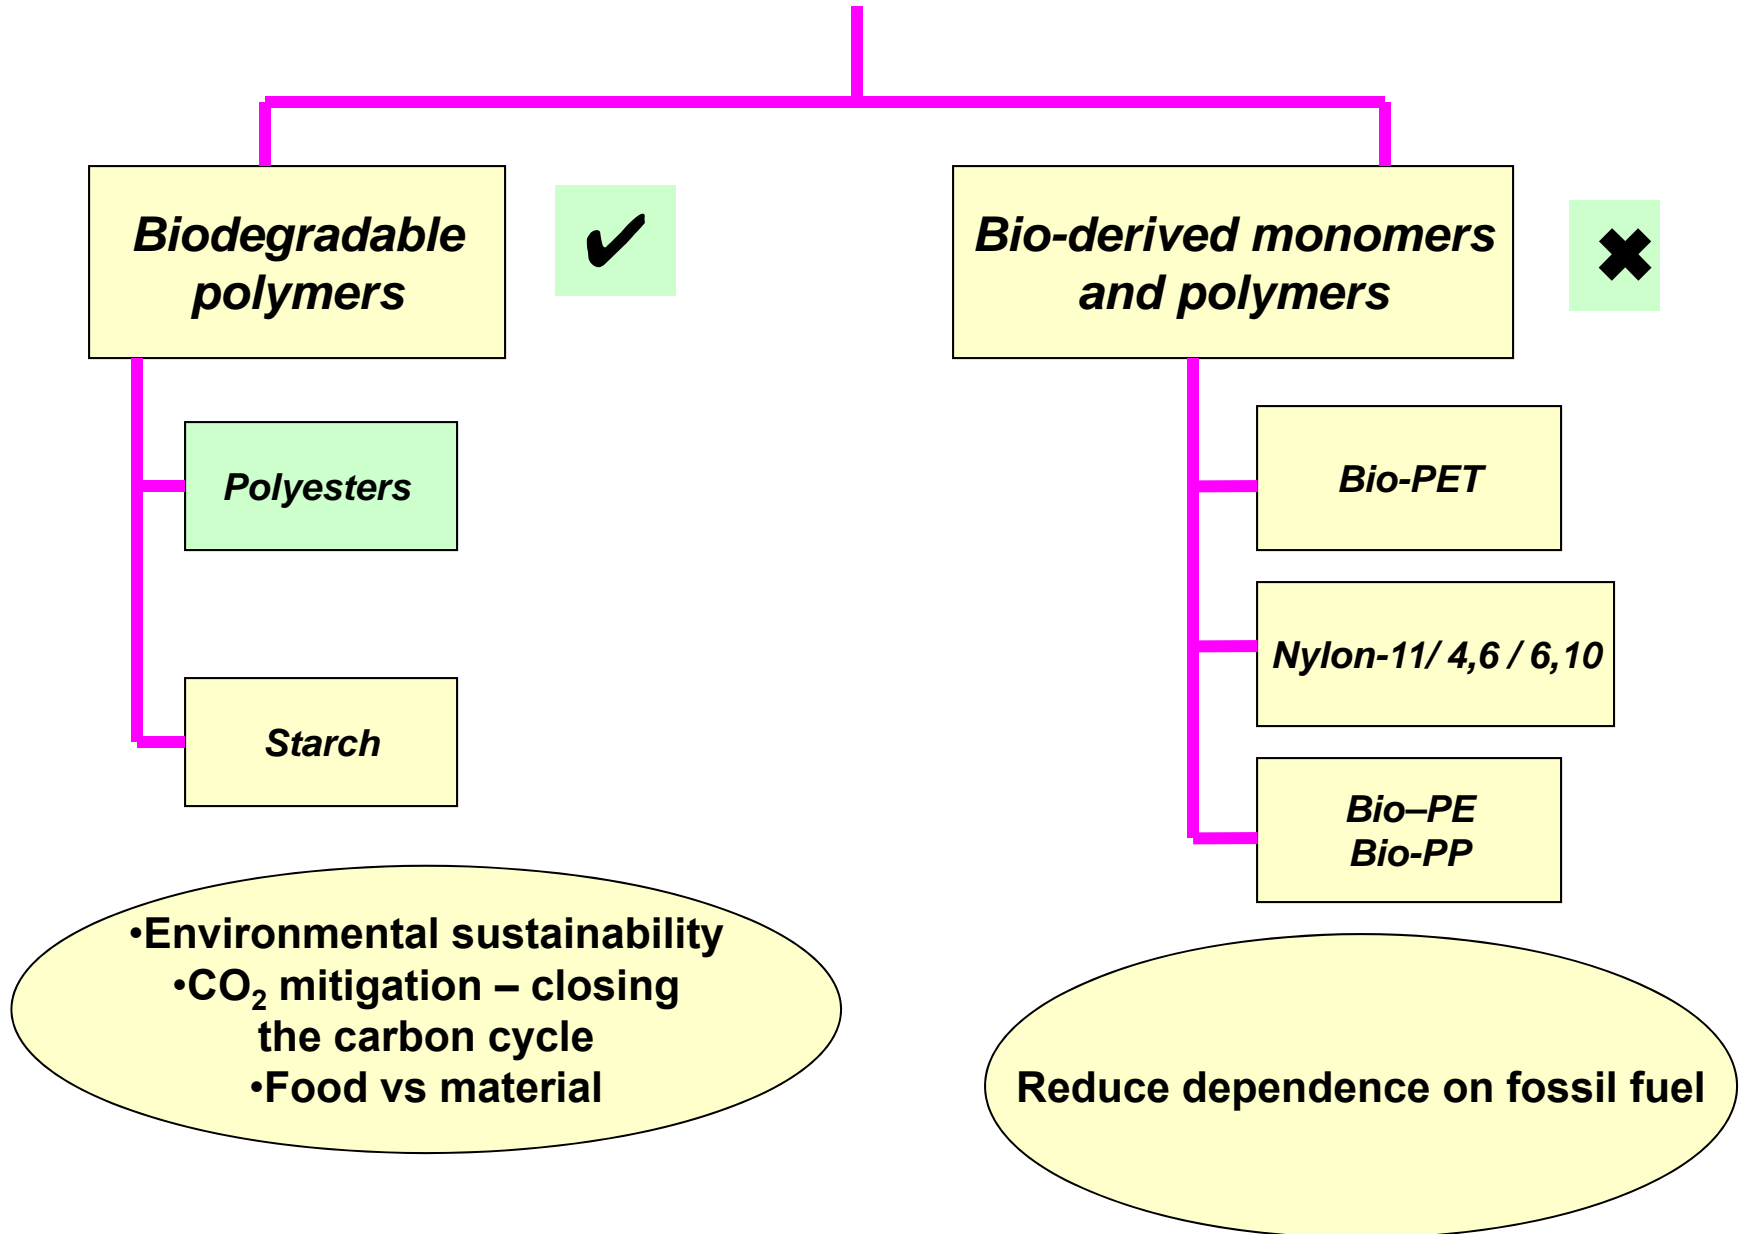 Biodegradable
polymers
✔
Bio-derived monomers
and polymers
✖
Polyesters
Starch
Bio-PET
Nylon-11/ 4,6 / 6,10
Bio–PE
Bio-PP
•Environmental sustainability
•CO₂ mitigation – closing
the carbon cycle
•Food vs material
Reduce dependence on fossil fuel